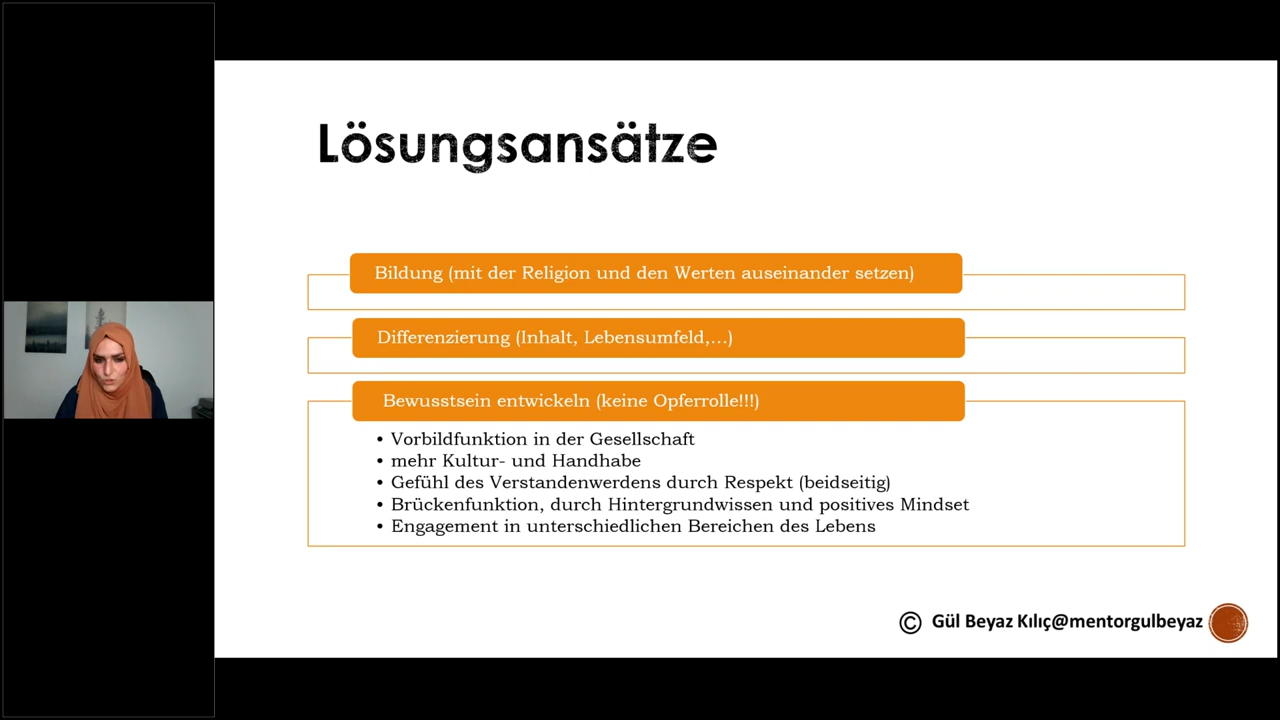 Lösungsansätze
Bildung (mit der Religion und den Werten auseinander setzen)
Differenzierung (Inhalt, Lebensumfeld,...)
Bewusstsein entwickeln (keine Opferrolle!!!)
• Vorbildfunktion in der Gesellschaft
• mehr Kultur- und Handhabe
• Gefühl des Verstandenwerdens durch Respekt (beidseitig)
• Brückenfunktion, durch Hintergrundwissen und positives Mindset
• Engagement in unterschiedlichen Bereichen des Lebens
© Gül Beyaz Kılıç@mentorgulbeyaz